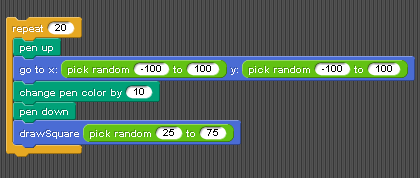 repeat 20
pen up
go to x: pick random -100 to 100 y: pick random -100 to 100
change pen color by 10
pen down
drawSquare pick random 25 to 75